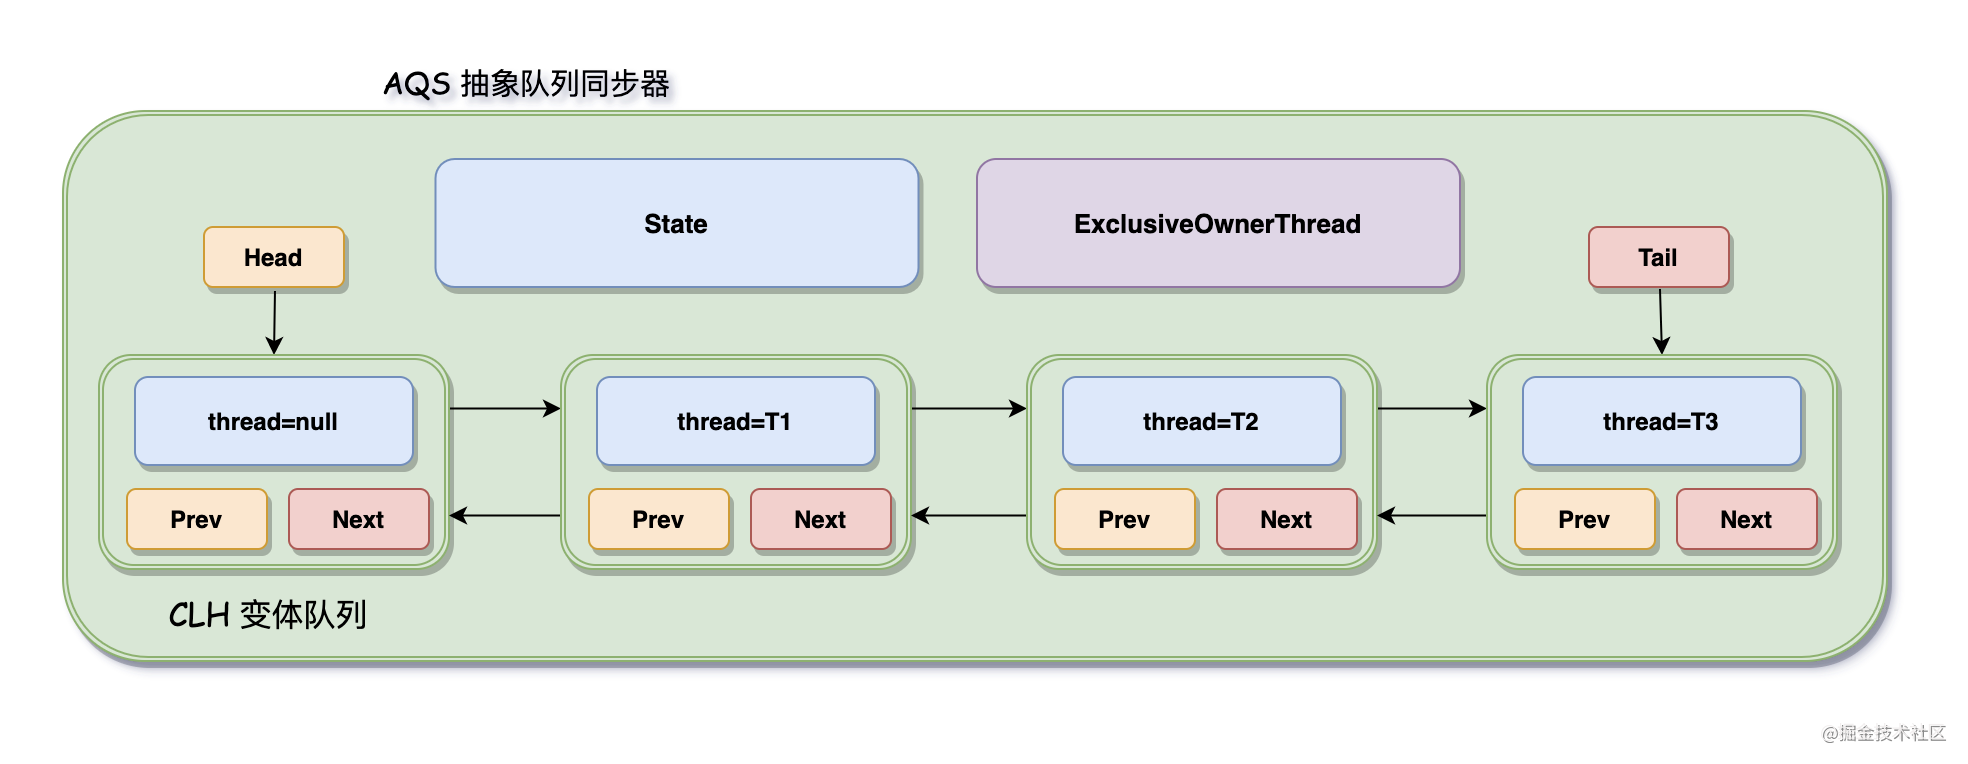 AQS 抽象队列同步器
State
ExclusiveOwnerThread
Head
Tail
thread=null
thread=T1
thread=T2
thread=T3
Prev
Next
Prev
Next
Prev
Next
Prev
Next
CLH 变体队列
@掘金技术社区